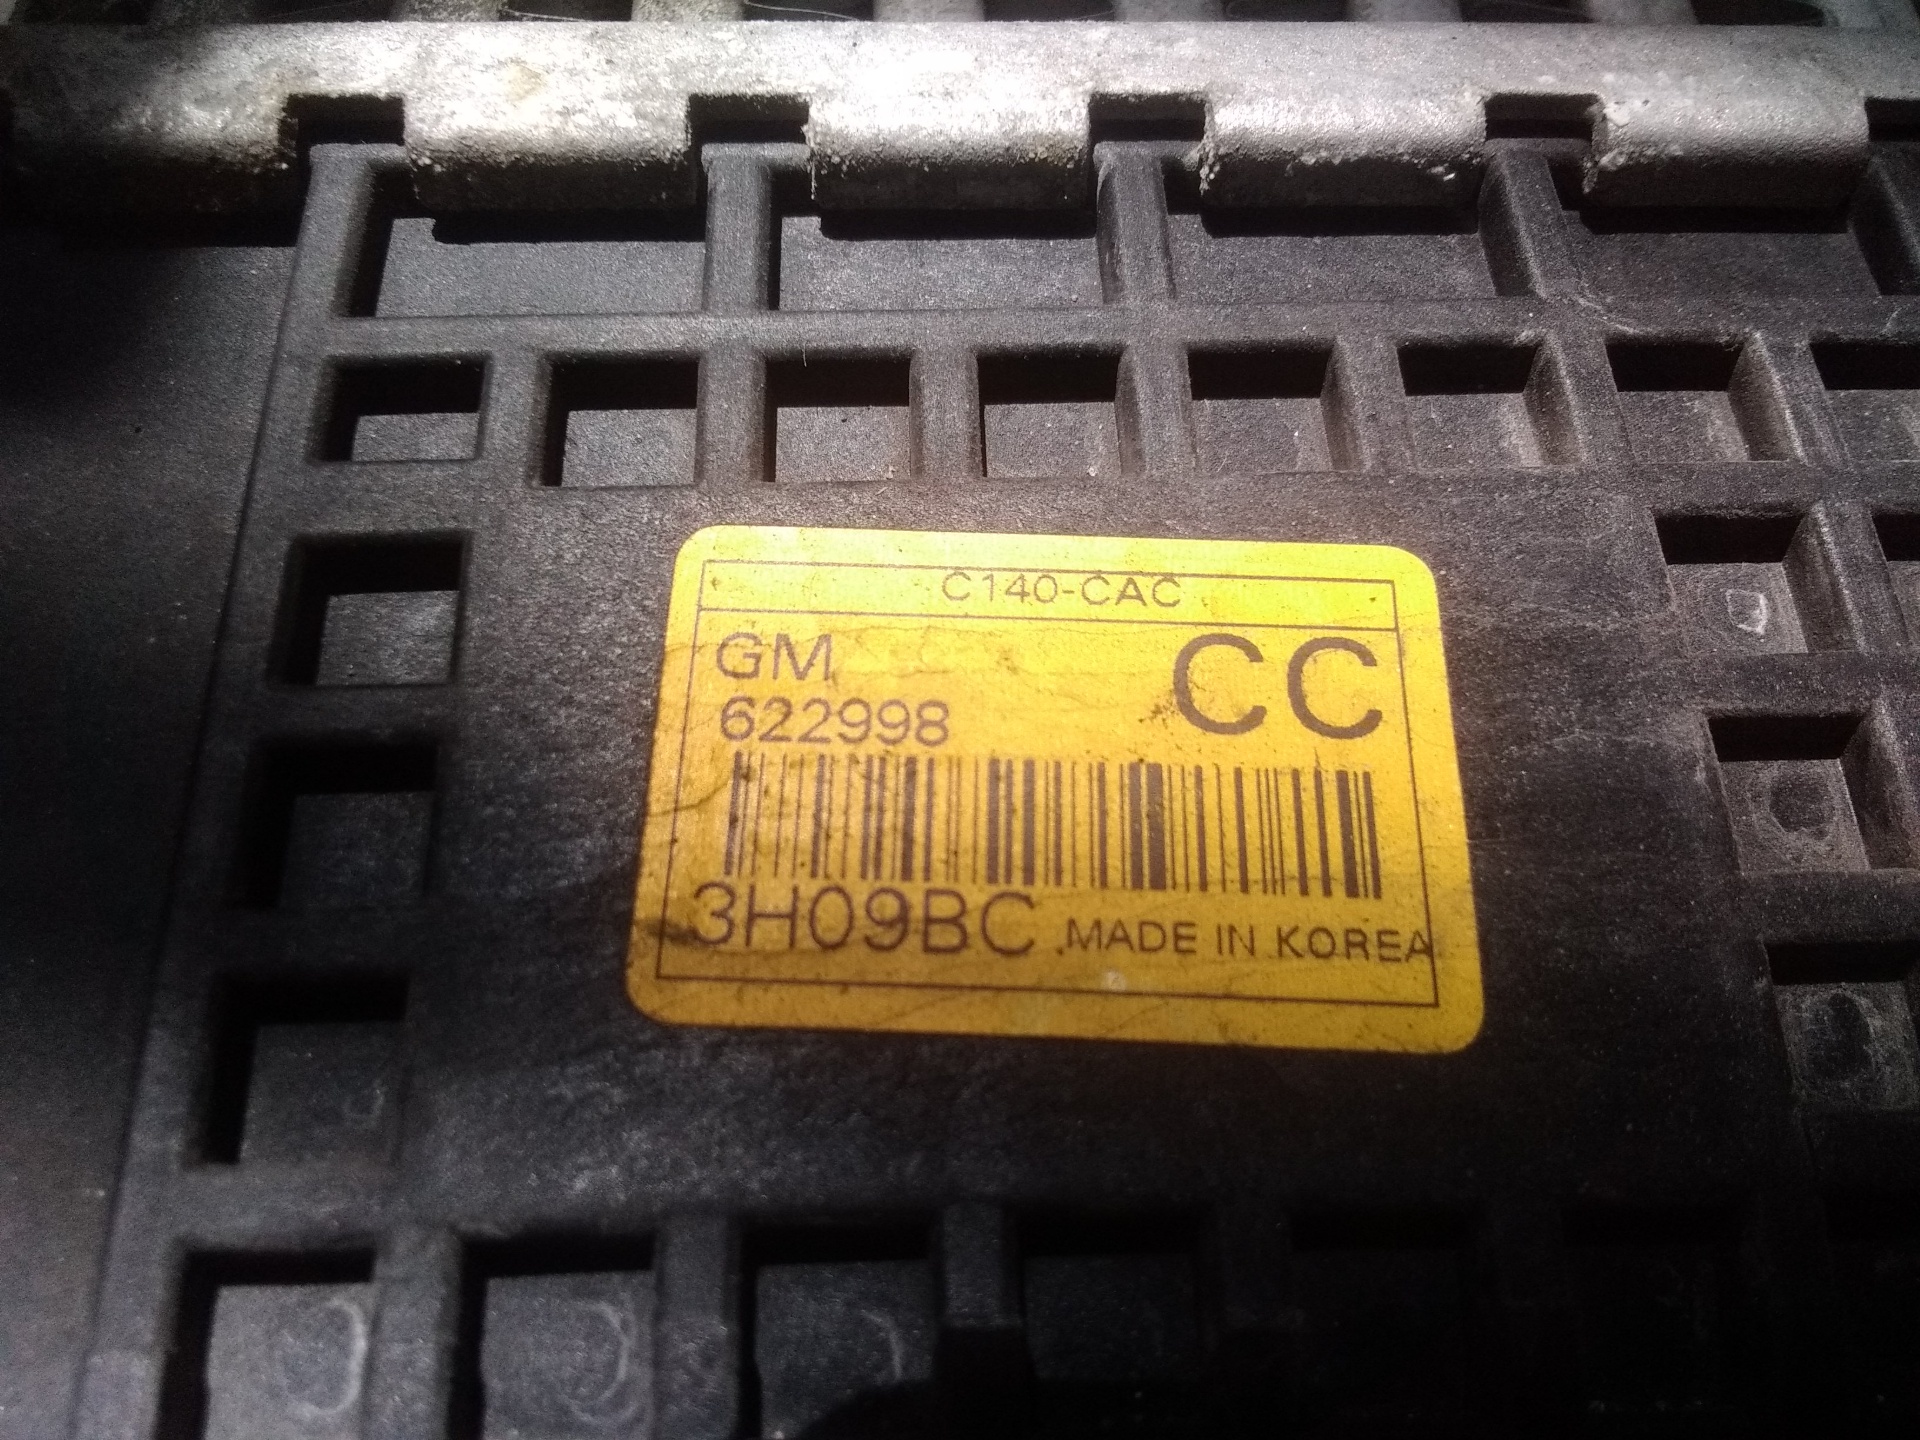 C140-CAC
GM
CC
622998
3H09BC MADE IN KOREA